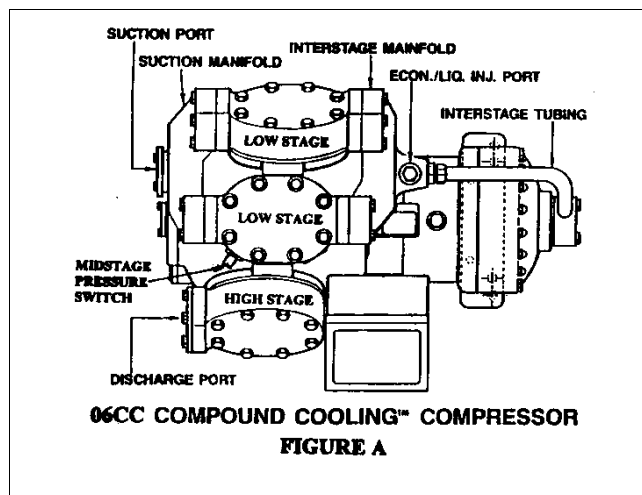 SUCTION PORT
SUCTION MANIFOLD
INTERSTAGE MAINFOLD
ECON./LIQ. INJ. PORT
INTERSTAGE TUBING
LOW STAGE
LOW STAGE
MIDSTAGE
PRESSURE
SWITCH
HIGH STAGE
DISCHARGE PORT
06CC COMPOUND COOLING™ COMPRESSOR
FIGURE A